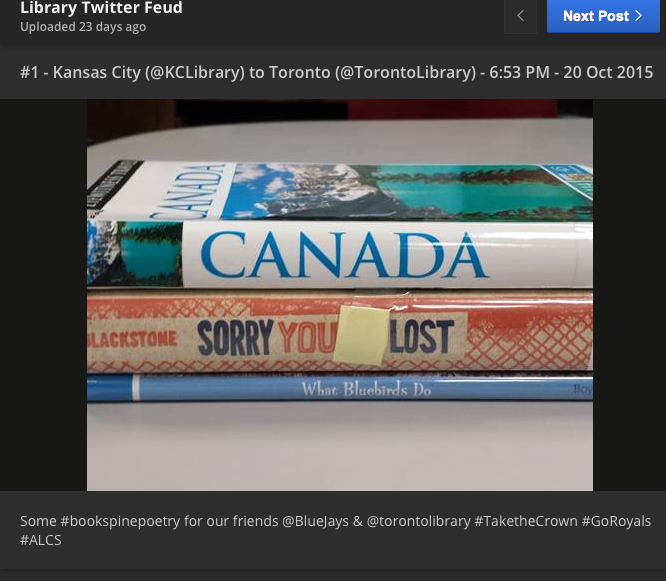 Library Twitter Feud
Uploaded 23 days ago
Next Post
#1 - Kansas City (@KCLibrary) to Toronto (@TorontoLibrary) - 6:53 PM - 20 Oct 2015
CANADA
CANADA
BLACKSTONE SORRY YOU LOST
What Bluebirds Do Boy
Some #bookspinepoetry for our friends @BlueJays & @torontolibrary #TaketheCrown #GoRoyals
#ALCS